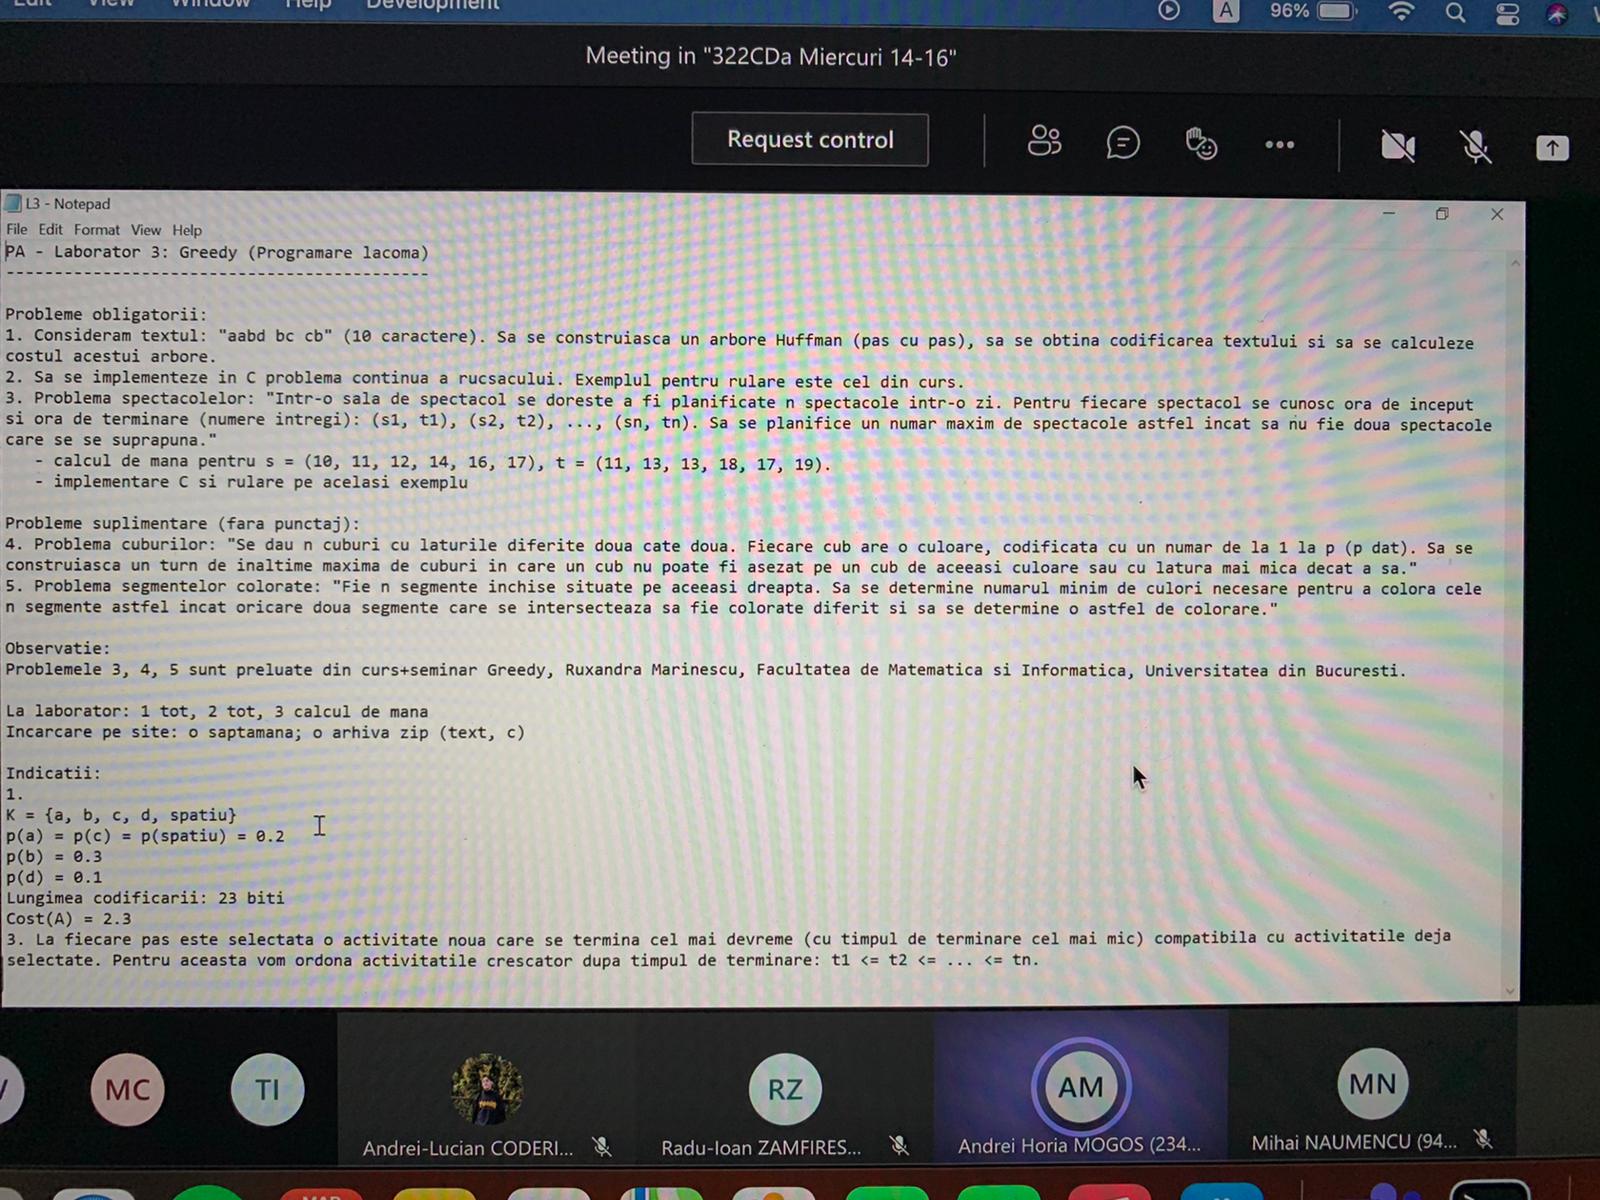 Edit View Window Help Development
A 96%
Meeting in "322CDa Miercuri 14-16"
Request control
L3 - Notepad
File Edit Format View Help
PA - Laborator 3: Greedy (Programare lacoma)
--------------------------------------------
Probleme obligatorii:
1. Consideram textul: "aabd bc cb" (10 caractere). Sa se construiasca un arbore Huffman (pas cu pas), sa se obtina codificarea textului si sa se calculeze
costul acestui arbore.
2. Sa se implementeze in C problema continua a rucsacului. Exemplul pentru rulare este cel din curs.
3. Problema spectacolelor: "Intr-o sala de spectacol se doreste a fi planificate n spectacole intr-o zi. Pentru fiecare spectacol se cunosc ora de inceput
si ora de terminare (numere intregi): (s1, t1), (s2, t2), ..., (sn, tn). Sa se planifice un numar maxim de spectacole astfel incat sa nu fie doua spectacole
care se se suprapuna."
- calcul de mana pentru s = (10, 11, 12, 14, 16, 17), t = (11, 13, 13, 18, 17, 19).
- implementare C si rulare pe acelasi exemplu
Probleme suplimentare (fara punctaj):
4. Problema cuburilor: "Se dau n cuburi cu laturile diferite doua cate doua. Fiecare cub are o culoare, codificata cu un numar de la 1 la p (p dat). Sa se
construiasca un turn de inaltime maxima de cuburi in care un cub nu poate fi asezat pe un cub de aceeasi culoare sau cu latura mai mica decat a sa."
5. Problema segmentelor colorate: "Fie n segmente inchise situate pe aceeasi dreapta. Sa se determine numarul minim de culori necesare pentru a colora cele
n segmente astfel incat oricare doua segmente care se intersecteaza sa fie colorate diferit si sa se determine o astfel de colorare."
Observatie:
Problemele 3, 4, 5 sunt preluate din curs+seminar Greedy, Ruxandra Marinescu, Facultatea de Matematica si Informatica, Universitatea din Bucuresti.
La laborator: 1 tot, 2 tot, 3 calcul de mana
Incarcare pe site: o saptamana; o arhiva zip (text, c)
Indicatii:
1.
K = {a, b, c, d, spatiu}
p(a) = p(c) = p(spatiu) = 0.2
p(b) = 0.3
p(d) = 0.1
Lungimea codificarii: 23 biti
Cost(A) = 2.3
3. La fiecare pas este selectata o activitate noua care se termina cel mai devreme (cu timpul de terminare cel mai mic) compatibila cu activitatile deja
selectate. Pentru aceasta vom ordona activitatile crescator dupa timpul de terminare: t1 <= t2 <= ... <= tn.
MC TI RZ AM MN
Andrei-Lucian CODERI... Radu-Ioan ZAMFIRES... Andrei Horia MOGOS (234... Mihai NAUMENCU (94...